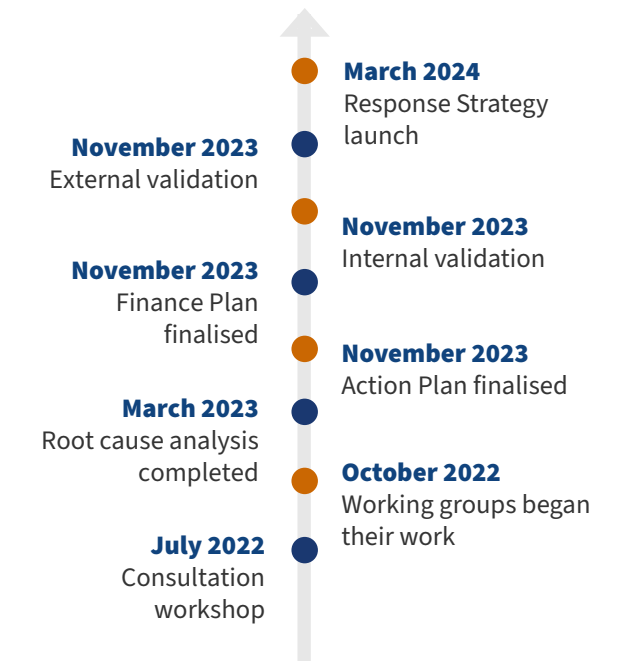 March 2024
Response Strategy
launch
November 2023
External validation
November 2023
Internal validation
November 2023
Finance Plan
finalised
November 2023
Action Plan finalised
March 2023
Root cause analysis
completed
October 2022
Working groups began
their work
July 2022
Consultation
workshop